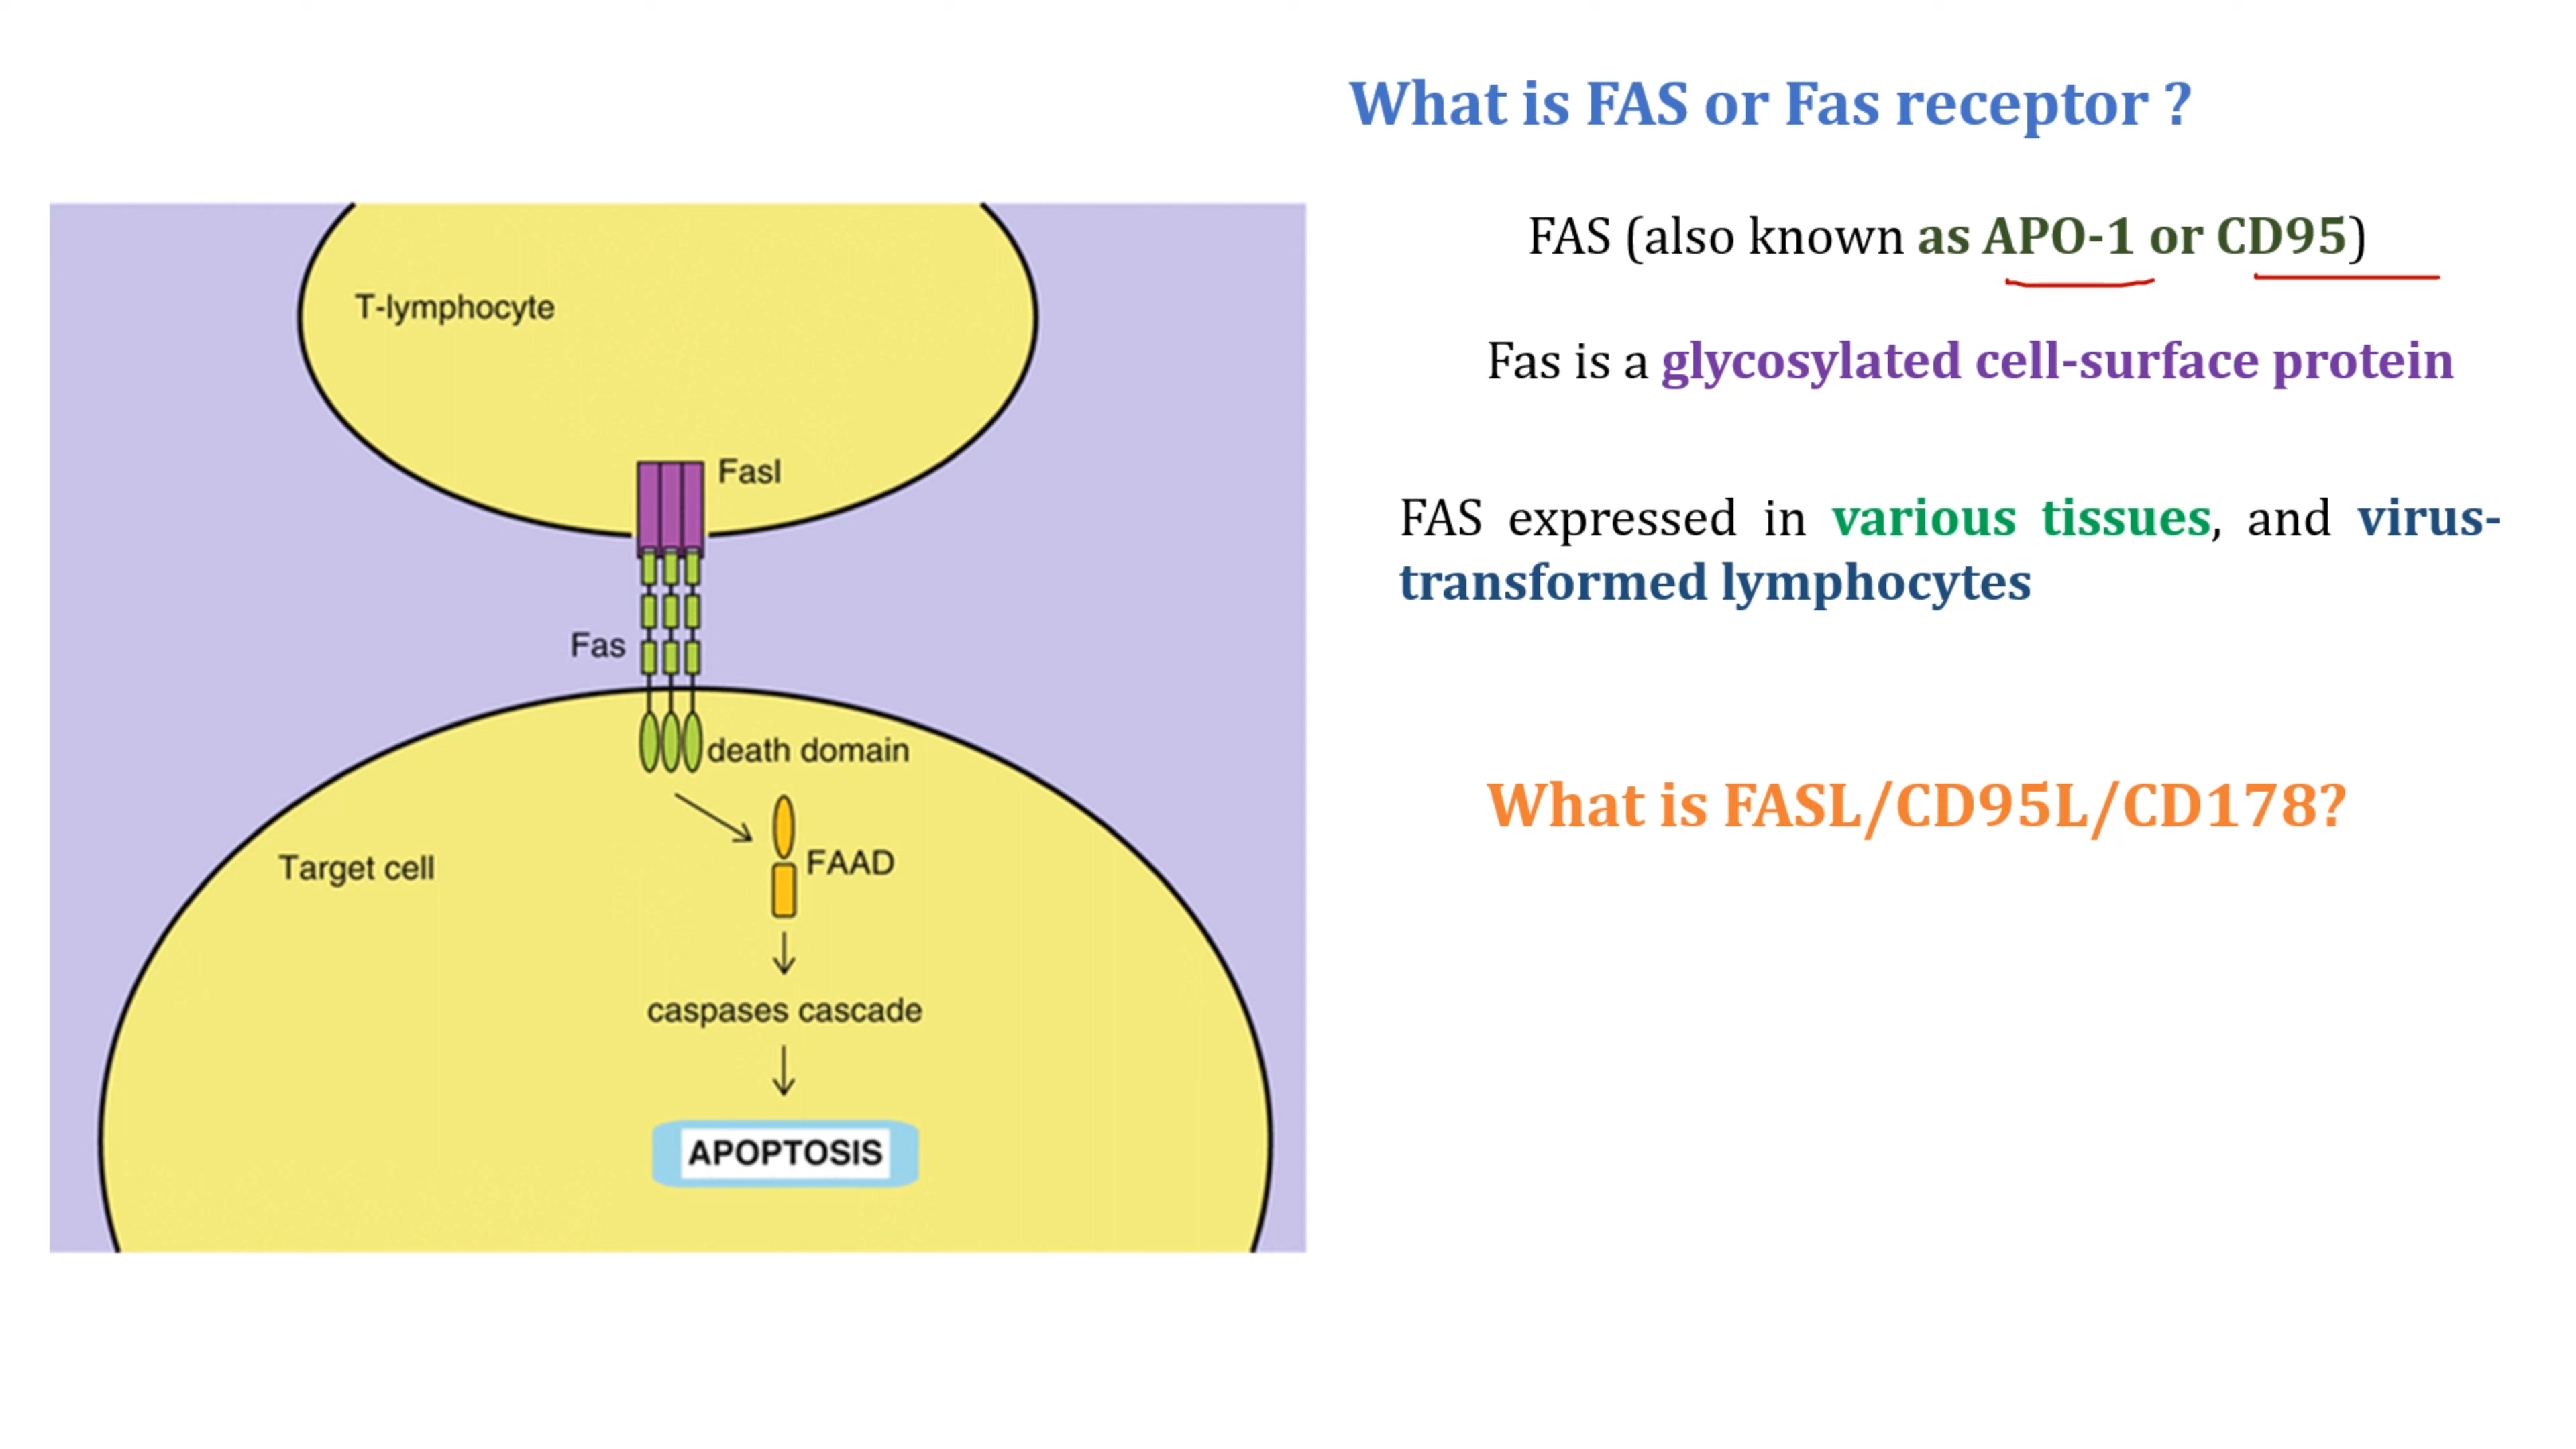 What is FAS or Fas receptor ?
FAS (also known as APO-1 or CD95)
Fas is a glycosylated cell-surface protein
FAS expressed in various tissues, and virus-
transformed lymphocytes
What is FASL/CD95L/CD178?
T-lymphocyte
Fasl
Fas
death domain
FAAD
Target cell
caspases cascade
APOPTOSIS